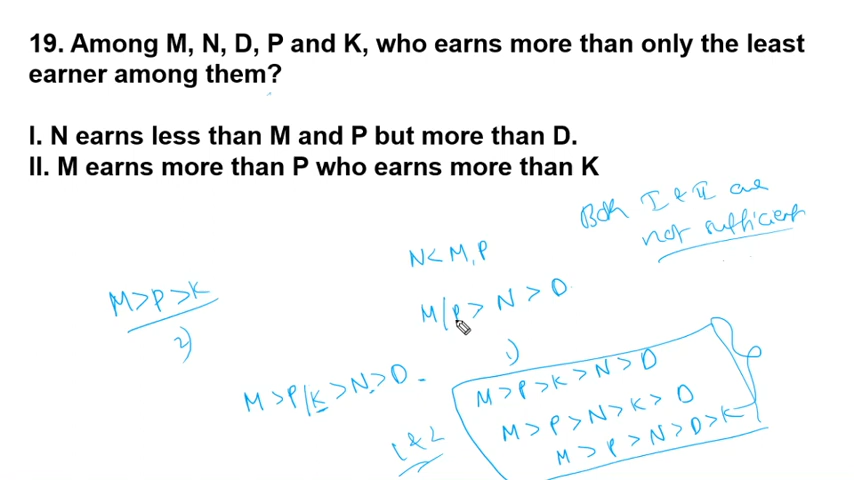 19. Among M, N, D, P and K, who earns more than only the least
earner among them?
I. N earns less than M and P but more than D.
II. M earns more than P who earns more than K
Both I & II are
not sufficient
N < M, P
M > P > K
M/P > N > D
2)
1)
M > P/K > N > D
M > P > K > N > D
M > P > N > K > D
M > P > N > D > K
1 & 2